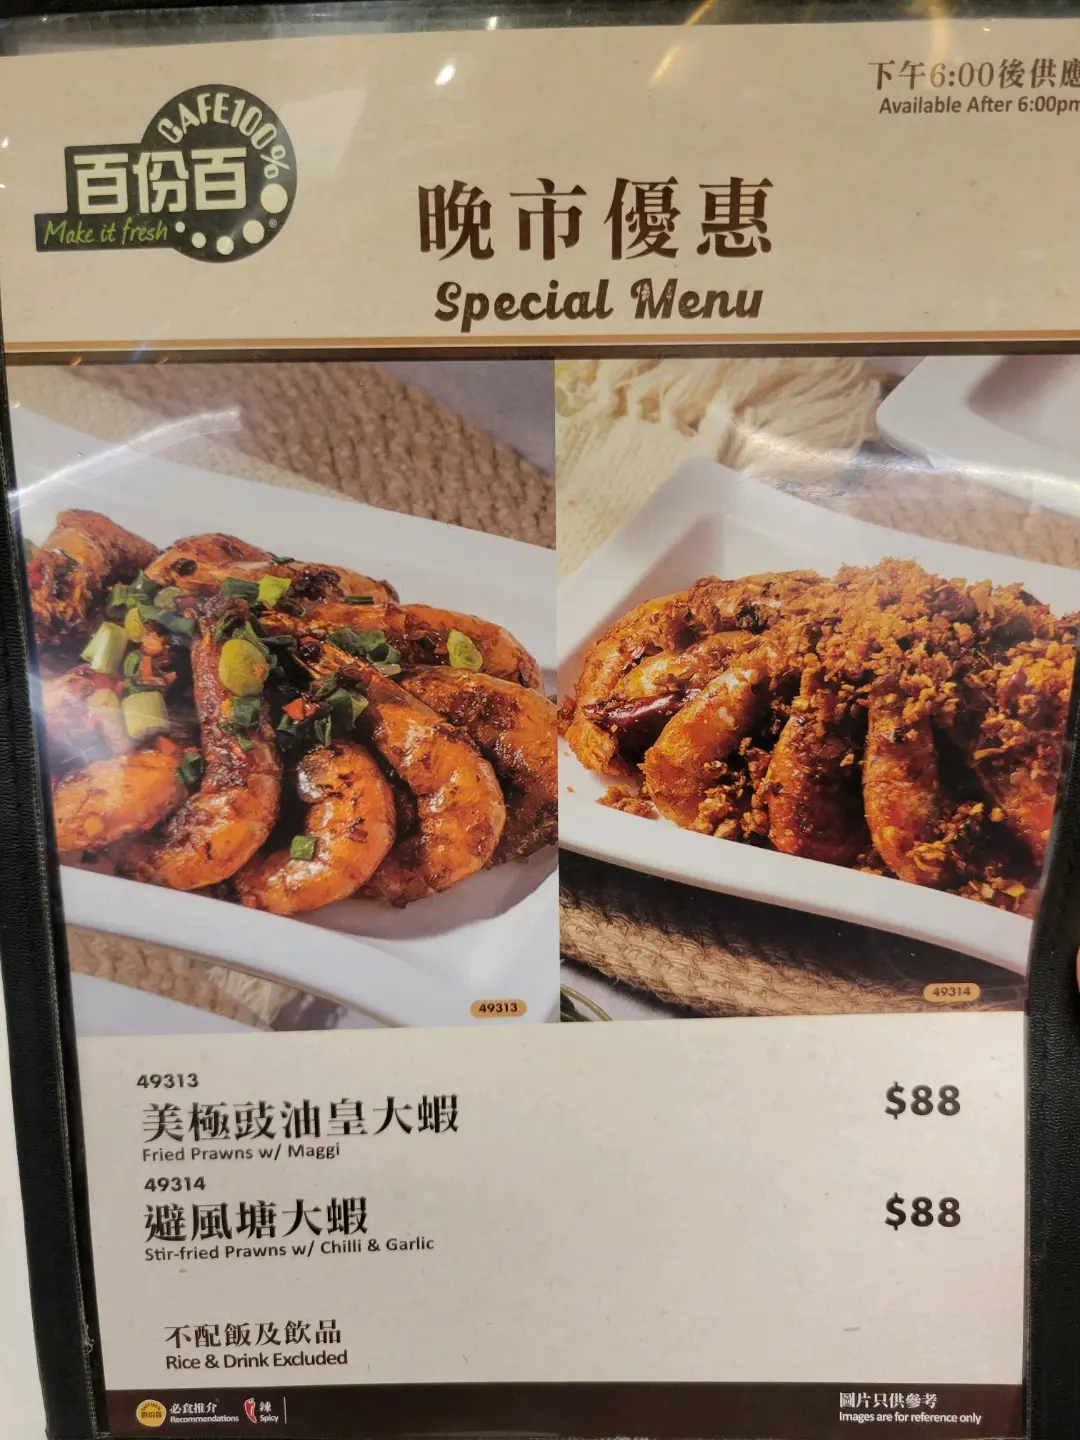 下午6:00後供應
Available After 6:00pm
CAFE100%
百份百
Make it fresh
晚市優惠
Special Menu
49313
49314
49313
美極豉油皇大蝦
$88
Fried Prawns w/ Maggi
49314
避風塘大蝦
$88
Stir-fried Prawns w/ Chilli & Garlic
不配飯及飲品
Rice & Drink Excluded
百份百
必食推介
Recommendations
辣
Spicy
圖片只供參考
Images are for reference only